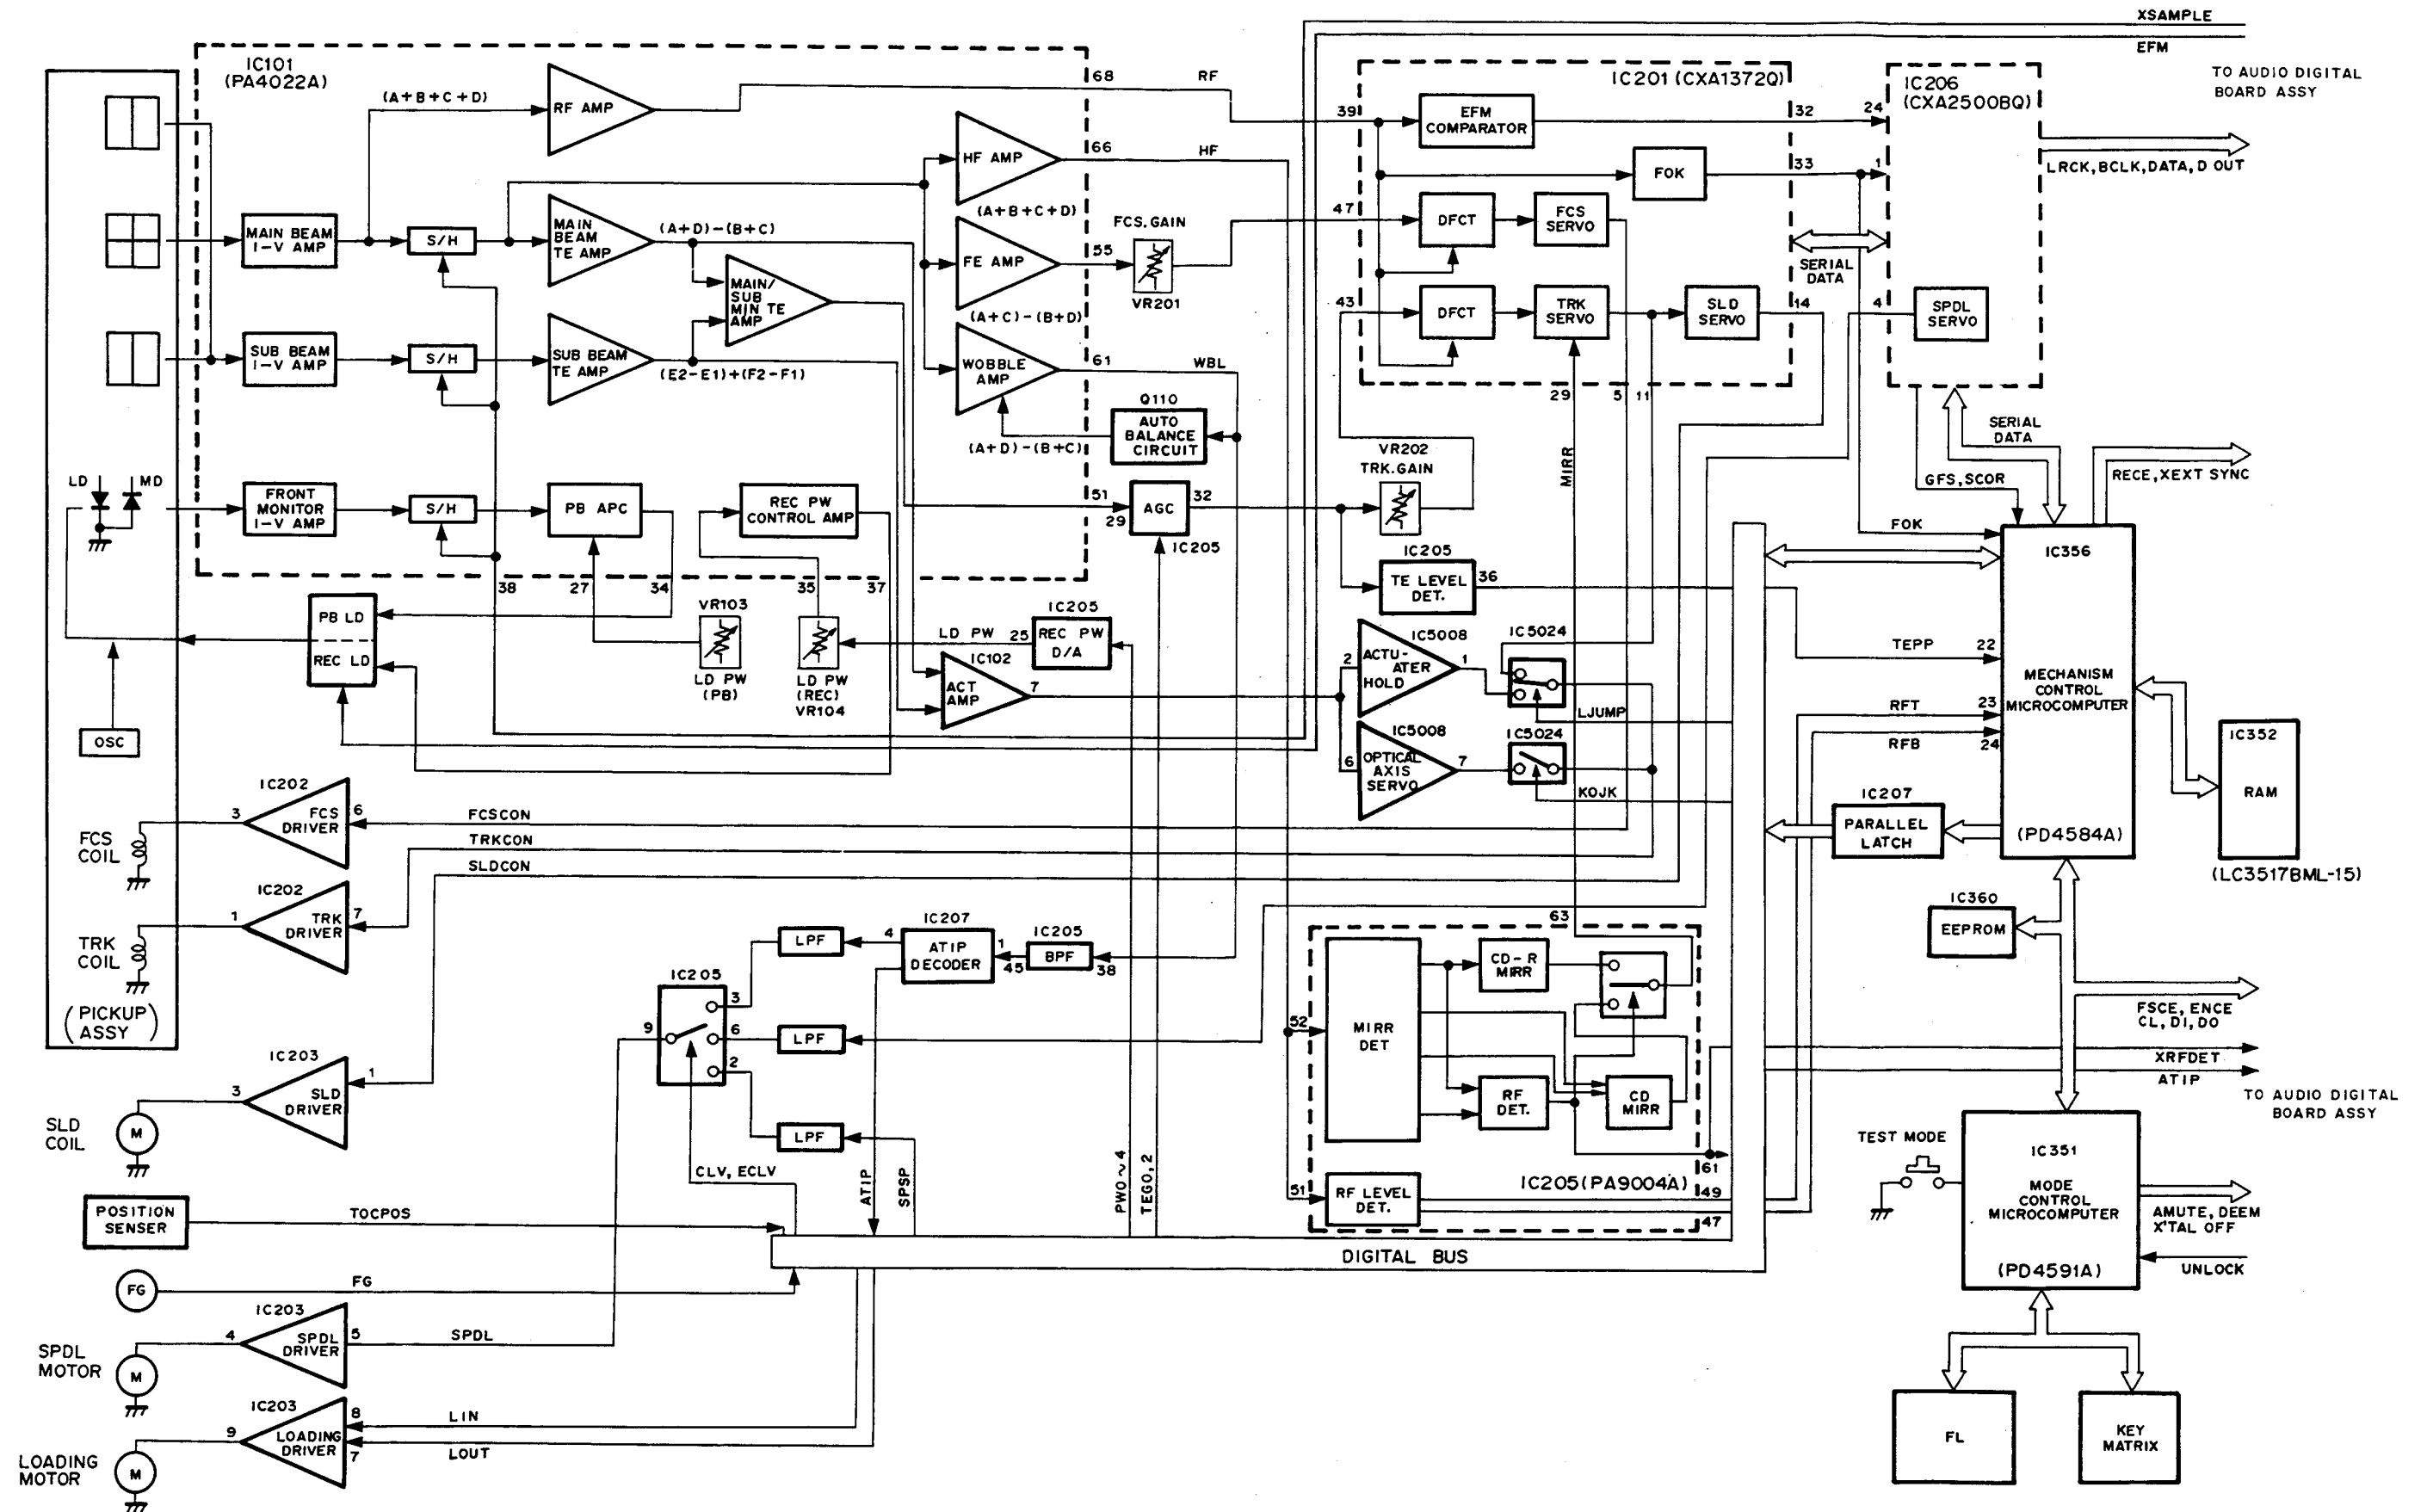 XSAMPLE
EFM
TO AUDIO DIGITAL
BOARD ASSY
IC101
(PA4022A)
(A+B+C+D)
RF AMP
68
RF
IC201 (CXA1372Q)
39
EFM
COMPARATOR
32
24
IC206
(CXA2500BQ)
HF AMP
66
HF
FOK
33
1
LRCK, BCLK, DATA, D OUT
MAIN BEAM
I-V AMP
S/H
MAIN
BEAM
TE AMP
(A+D)-(B+C)
(A+B+C+D)
FCS.GAIN
47
DFCT
FCS
SERVO
FE AMP
55
VR201
SERIAL
DATA
MAIN/
SUB
MIN TE
AMP
(A+C)-(B+D)
43
DFCT
TRK
SERVO
SLD
SERVO
14
4
SPDL
SERVO
SUB BEAM
I-V AMP
S/H
SUB BEAM
TE AMP
(E2-E1)+(F2-F1)
WOBBLE
AMP
61
WBL
29
5
11
Q110
AUTO
BALANCE
CIRCUIT
(A+D)-(B+C)
SERIAL
DATA
VR202
TRK.GAIN
MIRR
GFS, SCOR
RECE, XEXT SYNC
LD
MD
FRONT
MONITOR
I-V AMP
S/H
PB APC
REC PW
CONTROL AMP
51
29
AGC
32
IC205
FOK
IC356
IC205
TE LEVEL
DET.
36
38
27
34
35
37
PB LD
REC LD
VR103
LD PW
(PB)
LD PW
(REC)
VR104
LD PW
25
IC205
REC PW
D/A
IC102
ACT
AMP
7
2
IC5008
ACTU-
ATER
HOLD
1
IC5024
LJUMP
TEPP
22
MECHANISM
CONTROL
MICROCOMPUTER
RFT
23
RFB
24
(PD4584A)
OSC
IC5008
6
OPTICAL
AXIS
SERVO
7
IC5024
KOJK
IC352
RAM
(LC3517BML-15)
IC207
PARALLEL
LATCH
FCS
COIL
3
IC202
FCS
DRIVER
6
FCSCON
TRKCON
SLDCON
TRK
COIL
1
IC202
TRK
DRIVER
7
(PICKUP
ASSY)
LPF
4
IC207
ATIP
DECODER
1
45
IC205
BPF
38
63
IC360
EEPROM
IC205
3
9
6
2
LPF
LPF
52
MIRR
DET
CD-R
MIRR
RF
DET.
CD
MIRR
FSCE, ENCE
CL, DI, DO
XRFDET
ATIP
TO AUDIO DIGITAL
BOARD ASSY
SLD
COIL
M
3
IC203
SLD
DRIVER
1
CLV, ECLV
ATIP
SPSP
PW0~4
TEG0,2
61
51
RF LEVEL
DET.
IC205(PA9004A)
49
47
TEST MODE
IC351
MODE
CONTROL
MICROCOMPUTER
(PD4591A)
AMUTE, DEEM
X'TAL OFF
UNLOCK
POSITION
SENSER
TOCPOS
DIGITAL BUS
FG
FG
SPDL
MOTOR
M
4
IC203
SPDL
DRIVER
5
SPDL
LOADING
MOTOR
M
9
IC203
LOADING
DRIVER
8
7
LIN
LOUT
FL
KEY
MATRIX